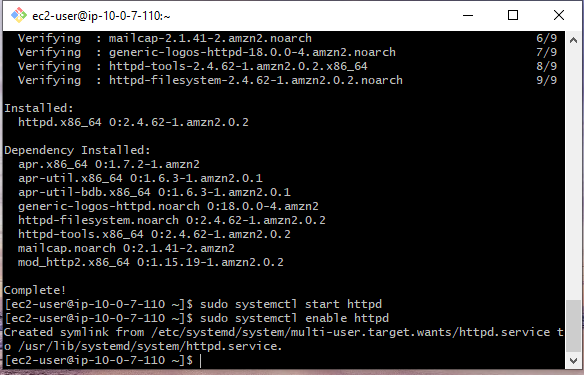 ec2-user@ip-10-0-7-110:~
Verifying  : mailcap-2.1.41-2.amzn2.noarch 6/9
Verifying  : generic-logos-httpd-18.0.0-4.amzn2.noarch 7/9
Verifying  : httpd-tools-2.4.62-1.amzn2.0.2.x86_64 8/9
Verifying  : httpd-filesystem-2.4.62-1.amzn2.0.2.noarch 9/9
Installed:
httpd.x86_64 0:2.4.62-1.amzn2.0.2
Dependency Installed:
apr.x86_64 0:1.7.2-1.amzn2
apr-util.x86_64 0:1.6.3-1.amzn2.0.1
apr-util-bdb.x86_64 0:1.6.3-1.amzn2.0.1
generic-logos-httpd.noarch 0:18.0.0-4.amzn2
httpd-filesystem.noarch 0:2.4.62-1.amzn2.0.2
httpd-tools.x86_64 0:2.4.62-1.amzn2.0.2
mailcap.noarch 0:2.1.41-2.amzn2
mod_http2.x86_64 0:1.15.19-1.amzn2.0.2
Complete!
[ec2-user@ip-10-0-7-110 ~]$ sudo systemctl start httpd
[ec2-user@ip-10-0-7-110 ~]$ sudo systemctl enable httpd
Created symlink from /etc/systemd/system/multi-user.target.wants/httpd.service t
o /usr/lib/systemd/system/httpd.service.
[ec2-user@ip-10-0-7-110 ~]$